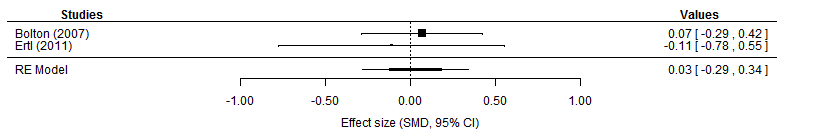 Studies Values
Bolton (2007) 0.07 [ -0.29 , 0.42 ]
Ertl (2011) -0.11 [ -0.78 , 0.55 ]
RE Model 0.03 [ -0.29 , 0.34 ]
-1.00 -0.50 0.00 0.50 1.00
Effect size (SMD, 95% CI)